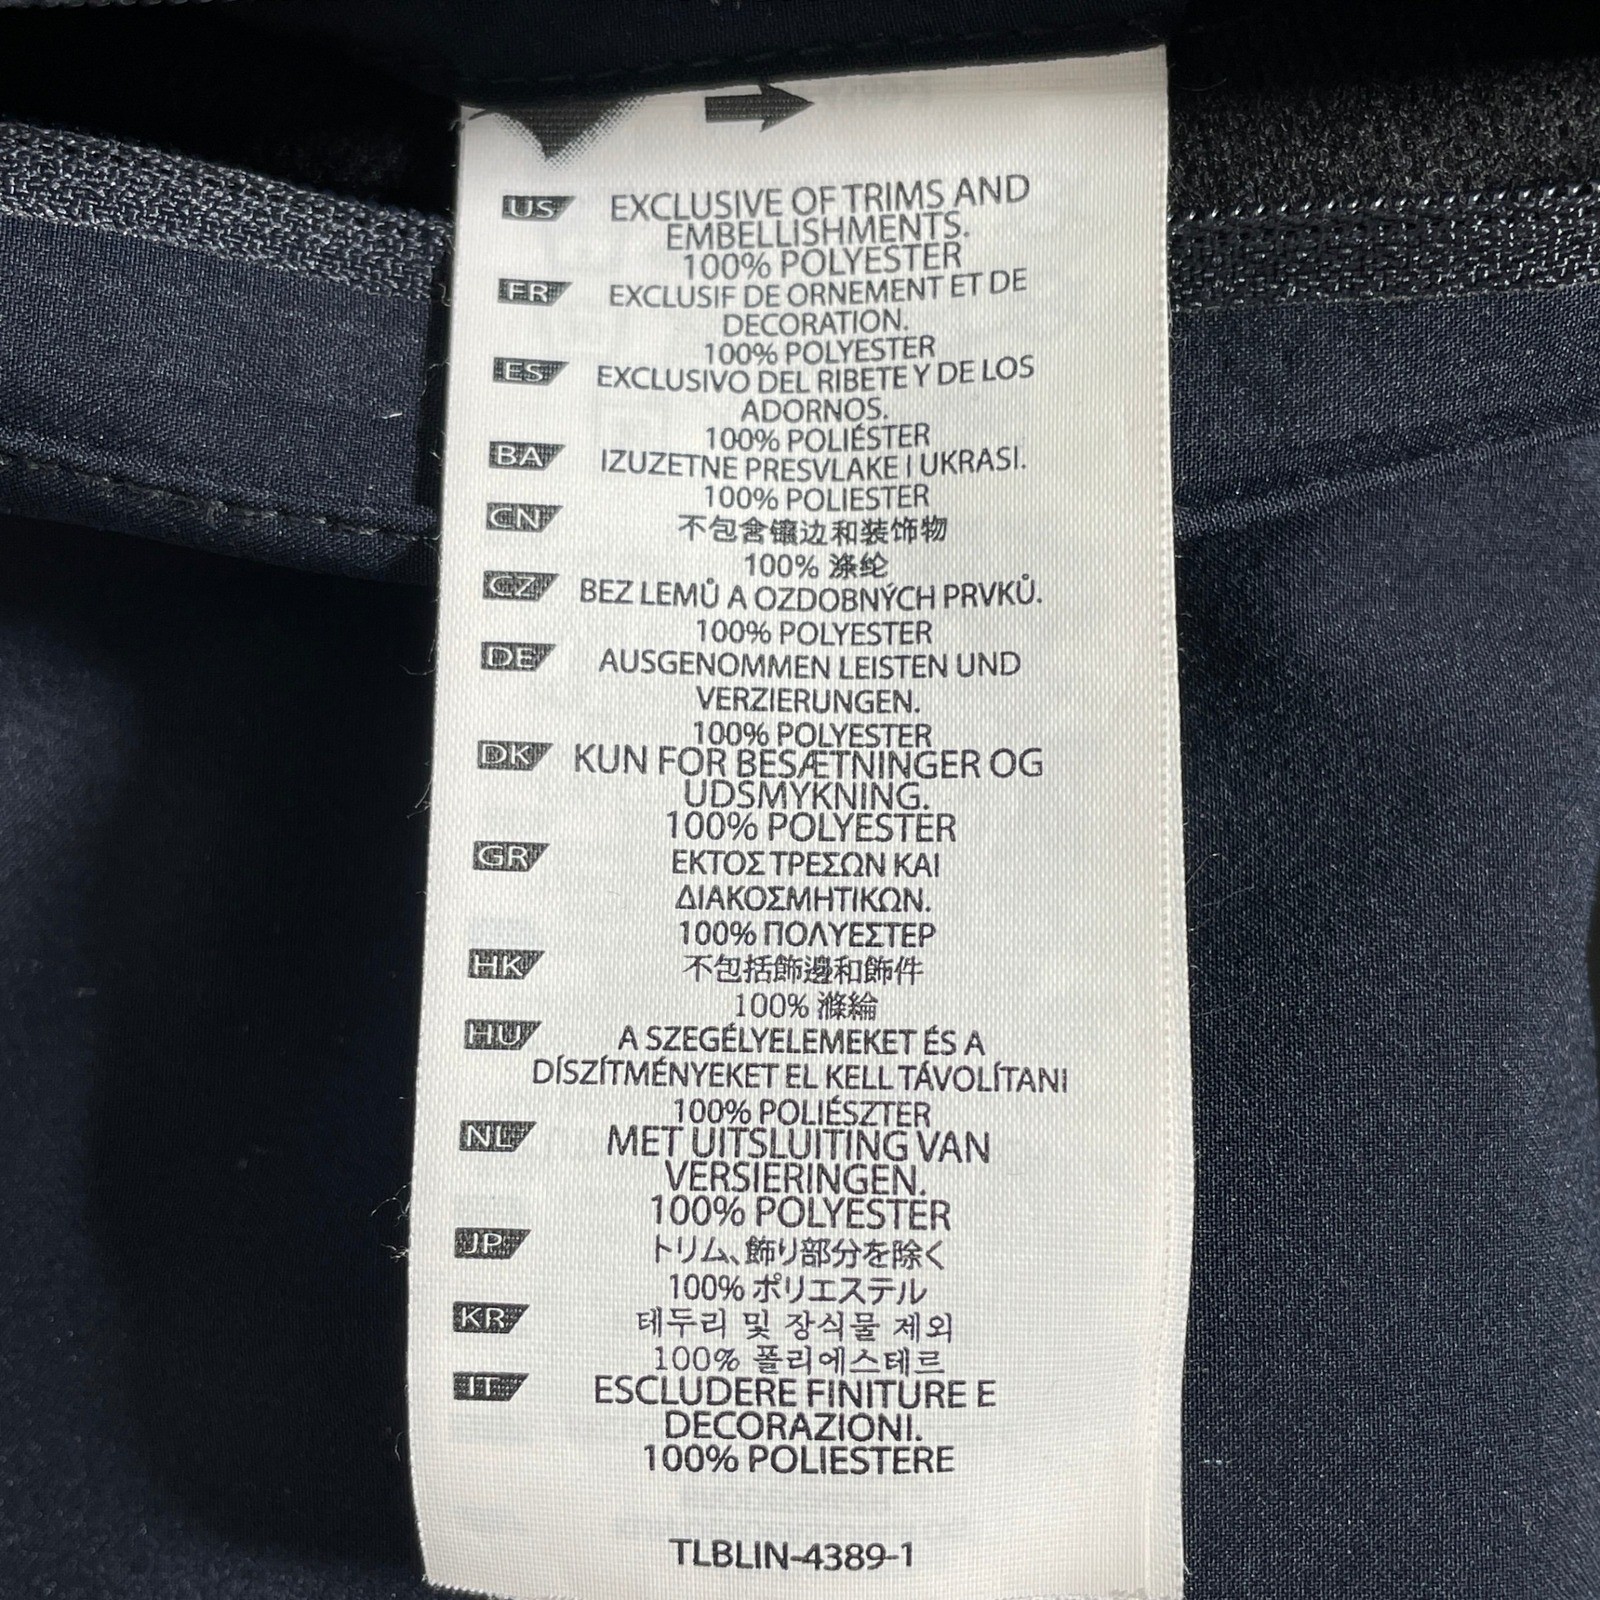 US EXCLUSIVE OF TRIMS AND
EMBELLISHMENTS.
100% POLYESTER
FR EXCLUSIF DE ORNEMENT ET DE
DECORATION.
100% POLYESTER
ES EXCLUSIVO DEL RIBETE Y DE LOS
ADORNOS.
100% POLIÉSTER
BA IZUZETNE PRESVLAKE I UKRASI.
100% POLIESTER
CN 不包含镶边和装饰物
100% 涤纶
CZ BEZ LEMŮ A OZDOBNÝCH PRVKŮ.
100% POLYESTER
DE AUSGENOMMEN LEISTEN UND
VERZIERUNGEN.
100% POLYESTER
DK KUN FOR BESÆTNINGER OG
UDSMYKNING.
100% POLYESTER
GR ΕΚΤΟΣ ΤΡΕΣΩΝ ΚΑΙ
ΔΙΑΚΟΣΜΗΤΙΚΩΝ.
100% ΠΟΛΥΕΣΤΕΡ
HK 不包括飾邊和飾件
100% 滌綸
HU A SZEGÉLYELEMEKET ÉS A
DÍSZÍTMÉNYEKET EL KELL TÁVOLÍTANI
100% POLIÉSZTER
NL MET UITSLUITING VAN
VERSIERINGEN.
100% POLYESTER
JP トリム、飾り部分を除く
100% ポリエステル
KR 테두리 및 장식물 제외
100% 폴리에스테르
IT ESCLUDERE FINITURE E
DECORAZIONI.
100% POLIESTERE
TLBLIN-4389-1